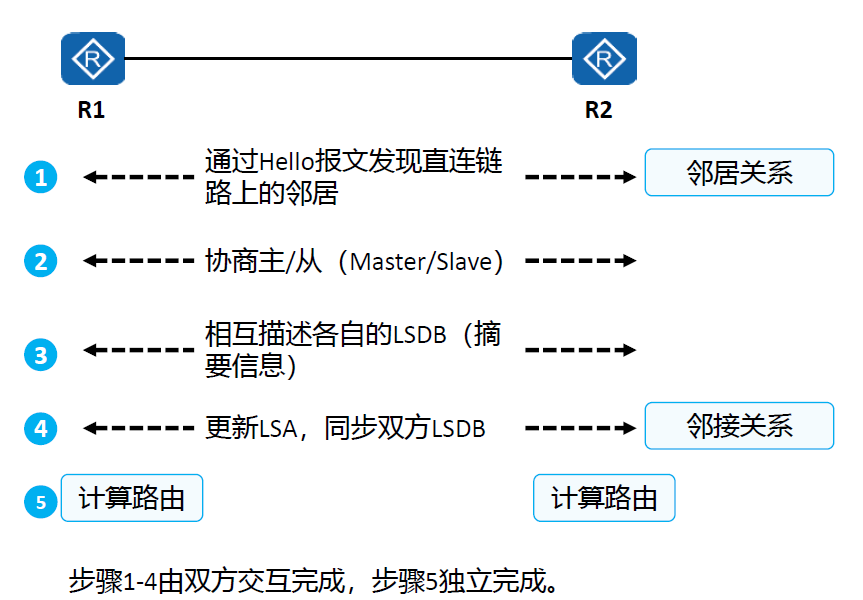 R R
R1 R2
1 通过Hello报文发现直连链
路上的邻居 邻居关系
2 协商主/从（Master/Slave）
3 相互描述各自的LSDB（摘
要信息）
4 更新LSA，同步双方LSDB 邻接关系
5 计算路由 计算路由
步骤1-4由双方交互完成，步骤5独立完成。